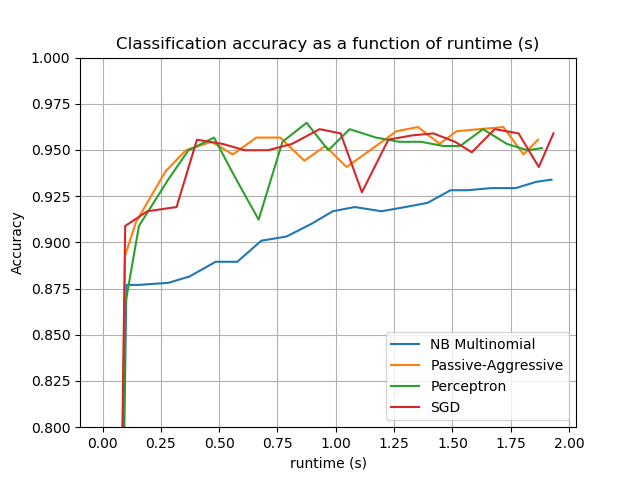 Classification accuracy as a function of runtime (s)
1.000
0.975
0.950
0.925
0.900
0.875
0.850
0.825
0.800
Accuracy
NB Multinomial
Passive-Aggressive
Perceptron
SGD
0.00 0.25 0.50 0.75 1.00 1.25 1.50 1.75 2.00
runtime (s)